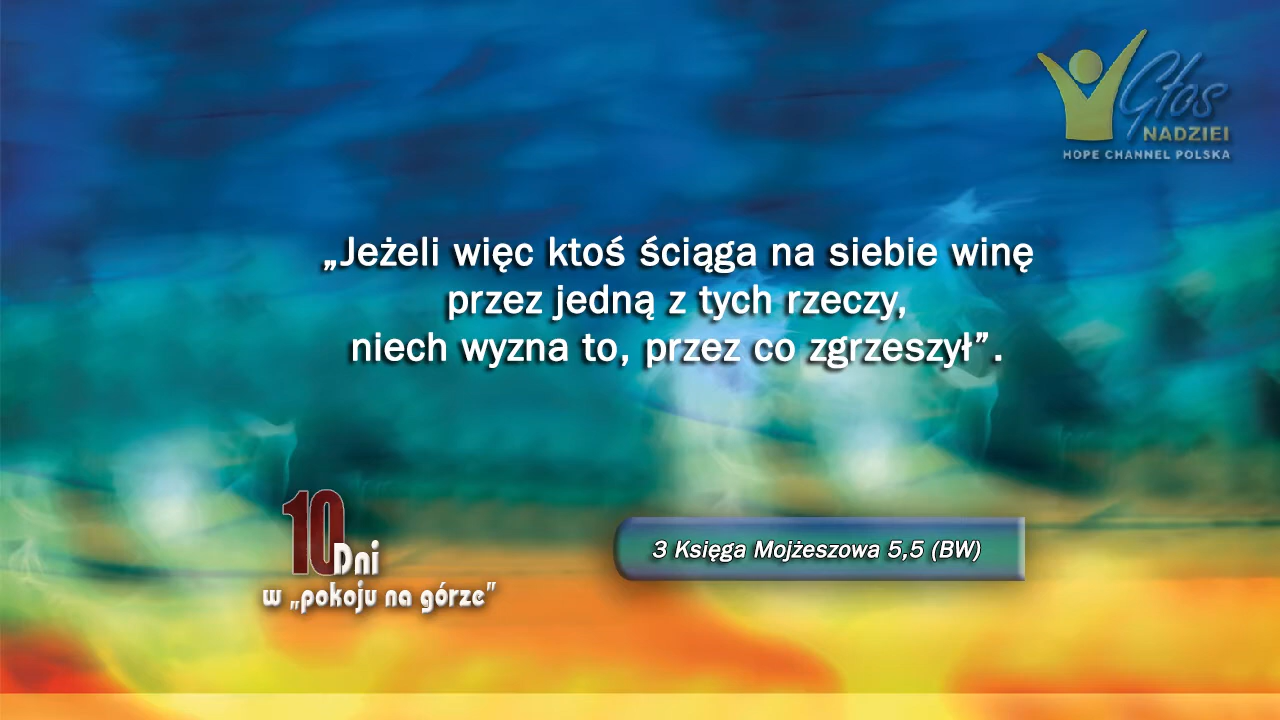 Głos
NADZIEI
HOPE CHANNEL POLSKA
„Jeżeli więc ktoś ściąga na siebie winę
przez jedną z tych rzeczy,
niech wyzna to, przez co zgrzeszył”.
10
Dni
w „pokoju na górze”
3 Księga Mojżeszowa 5,5 (BW)